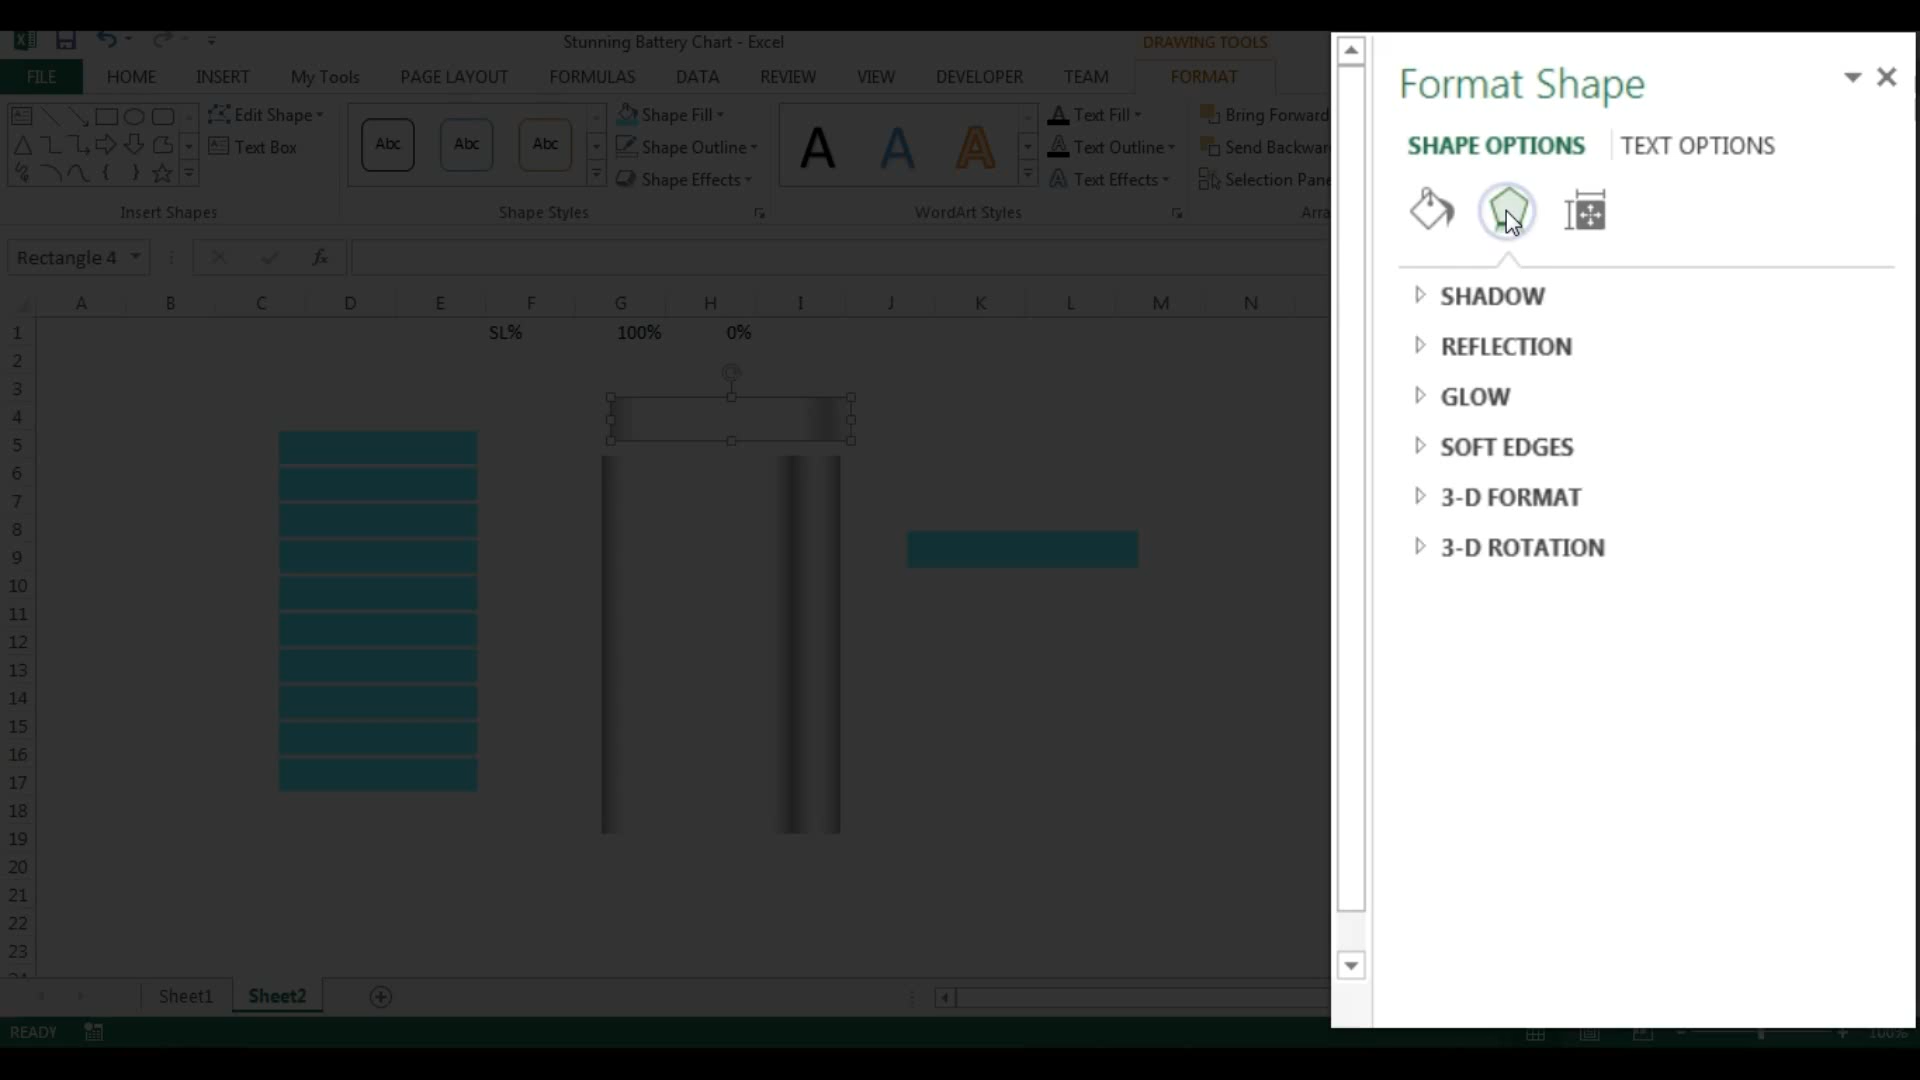 Stunning Battery Chart - Excel
DRAWING TOOLS
FILE HOME INSERT My Tools PAGE LAYOUT FORMULAS DATA REVIEW VIEW DEVELOPER TEAM FORMAT
Edit Shape
Text Box
Insert Shapes
Abc Abc Abc
Shape Fill
Shape Outline
Shape Effects
Shape Styles
A A A
Text Fill
Text Outline
Text Effects
WordArt Styles
Bring Forward
Send Backwar
Selection Pane
Arra
Rectangle 4
fx
A B C D E F G H I J K L M N
1 SL% 100% 0%
2
3
4
5
6
7
8
9
10
11
12
13
14
15
16
17
18
19
20
21
22
23
Sheet1 Sheet2
READY
100%
Format Shape
SHAPE OPTIONS TEXT OPTIONS
SHADOW
REFLECTION
GLOW
SOFT EDGES
3-D FORMAT
3-D ROTATION